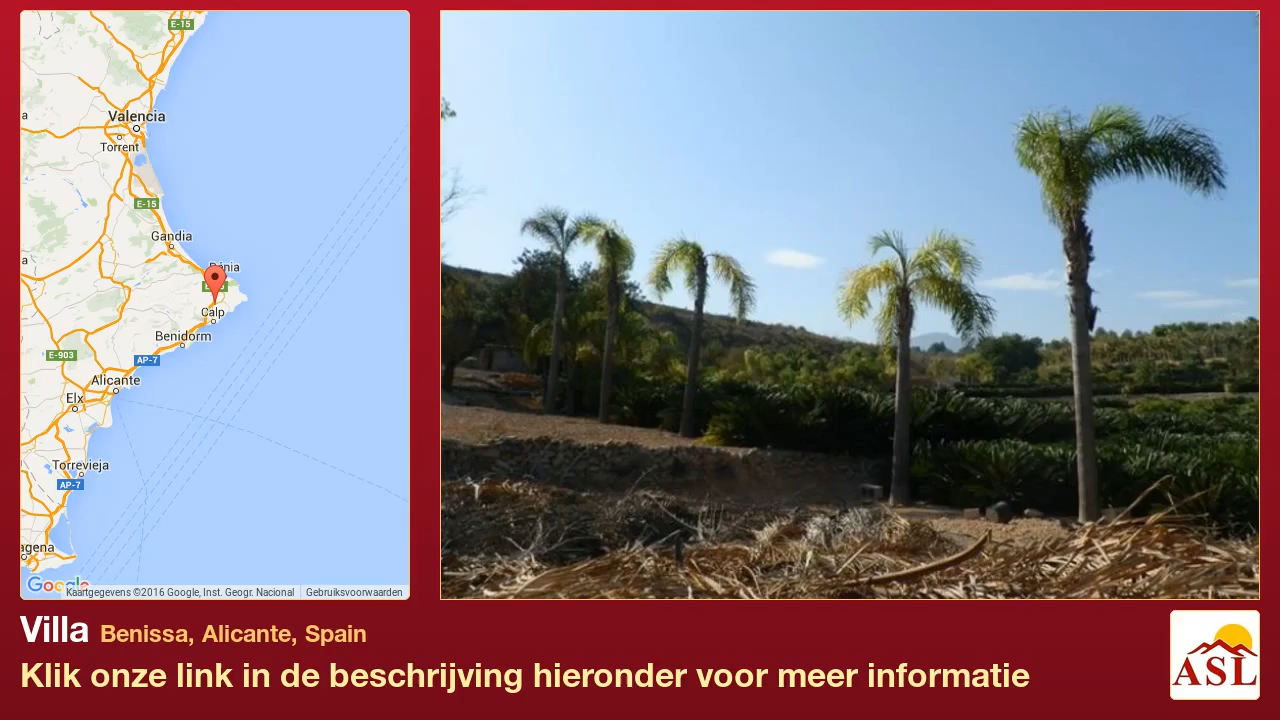 E-15
Valencia
Torrent
E-15
Gandia
Dénia
Calp
Benidorm
E-903
AP-7
Alicante
Elx
Torrevieja
AP-7
agena
Google
Kaartgegevens ©2016 Google, Inst. Geogr. Nacional
Gebruiksvoorwaarden
Villa Benissa, Alicante, Spain
Klik onze link in de beschrijving hieronder voor meer informatie
ASL